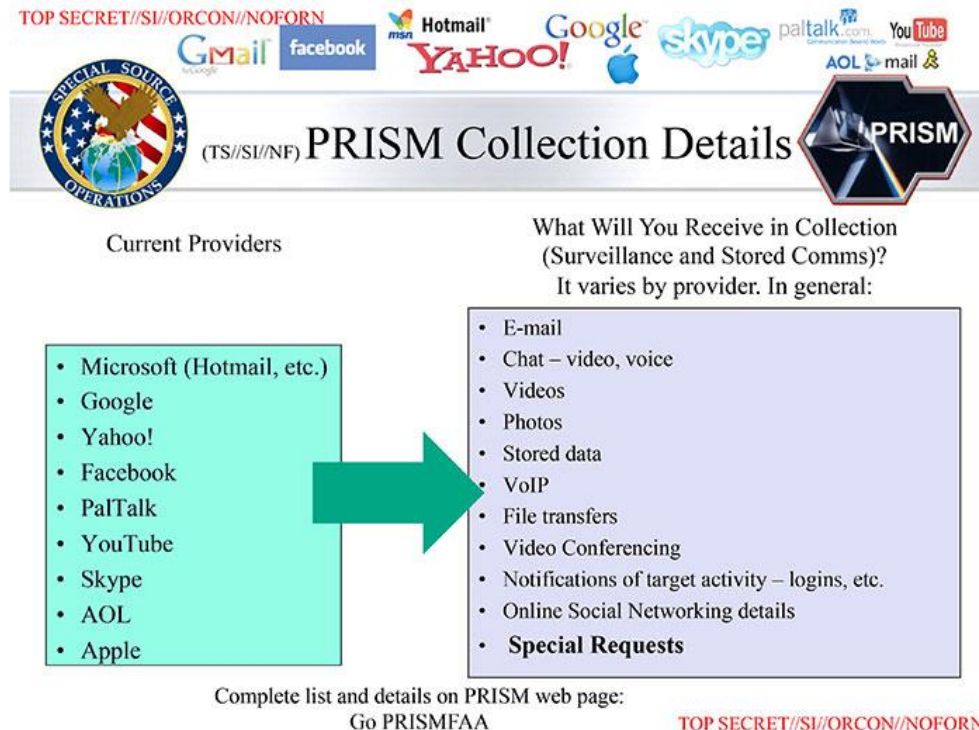 TOP SECRET//SI//ORCON//NOFORN
Gmail
by Google
facebook
msn
Hotmail
YAHOO!
Google
skype
paltalk.com
YouTube
AOL mail
SPECIAL SOURCE
OPERATIONS
(TS//SI//NF) PRISM Collection Details
PRISM
Current Providers
What Will You Receive in Collection
(Surveillance and Stored Comms)?
It varies by provider. In general:
• Microsoft (Hotmail, etc.)
• Google
• Yahoo!
• Facebook
• PalTalk
• YouTube
• Skype
• AOL
• Apple
• E-mail
• Chat – video, voice
• Videos
• Photos
• Stored data
• VoIP
• File transfers
• Video Conferencing
• Notifications of target activity – logins, etc.
• Online Social Networking details
• Special Requests
Complete list and details on PRISM web page:
Go PRISMFAA
TOP SECRET//SI//ORCON//NOFORN